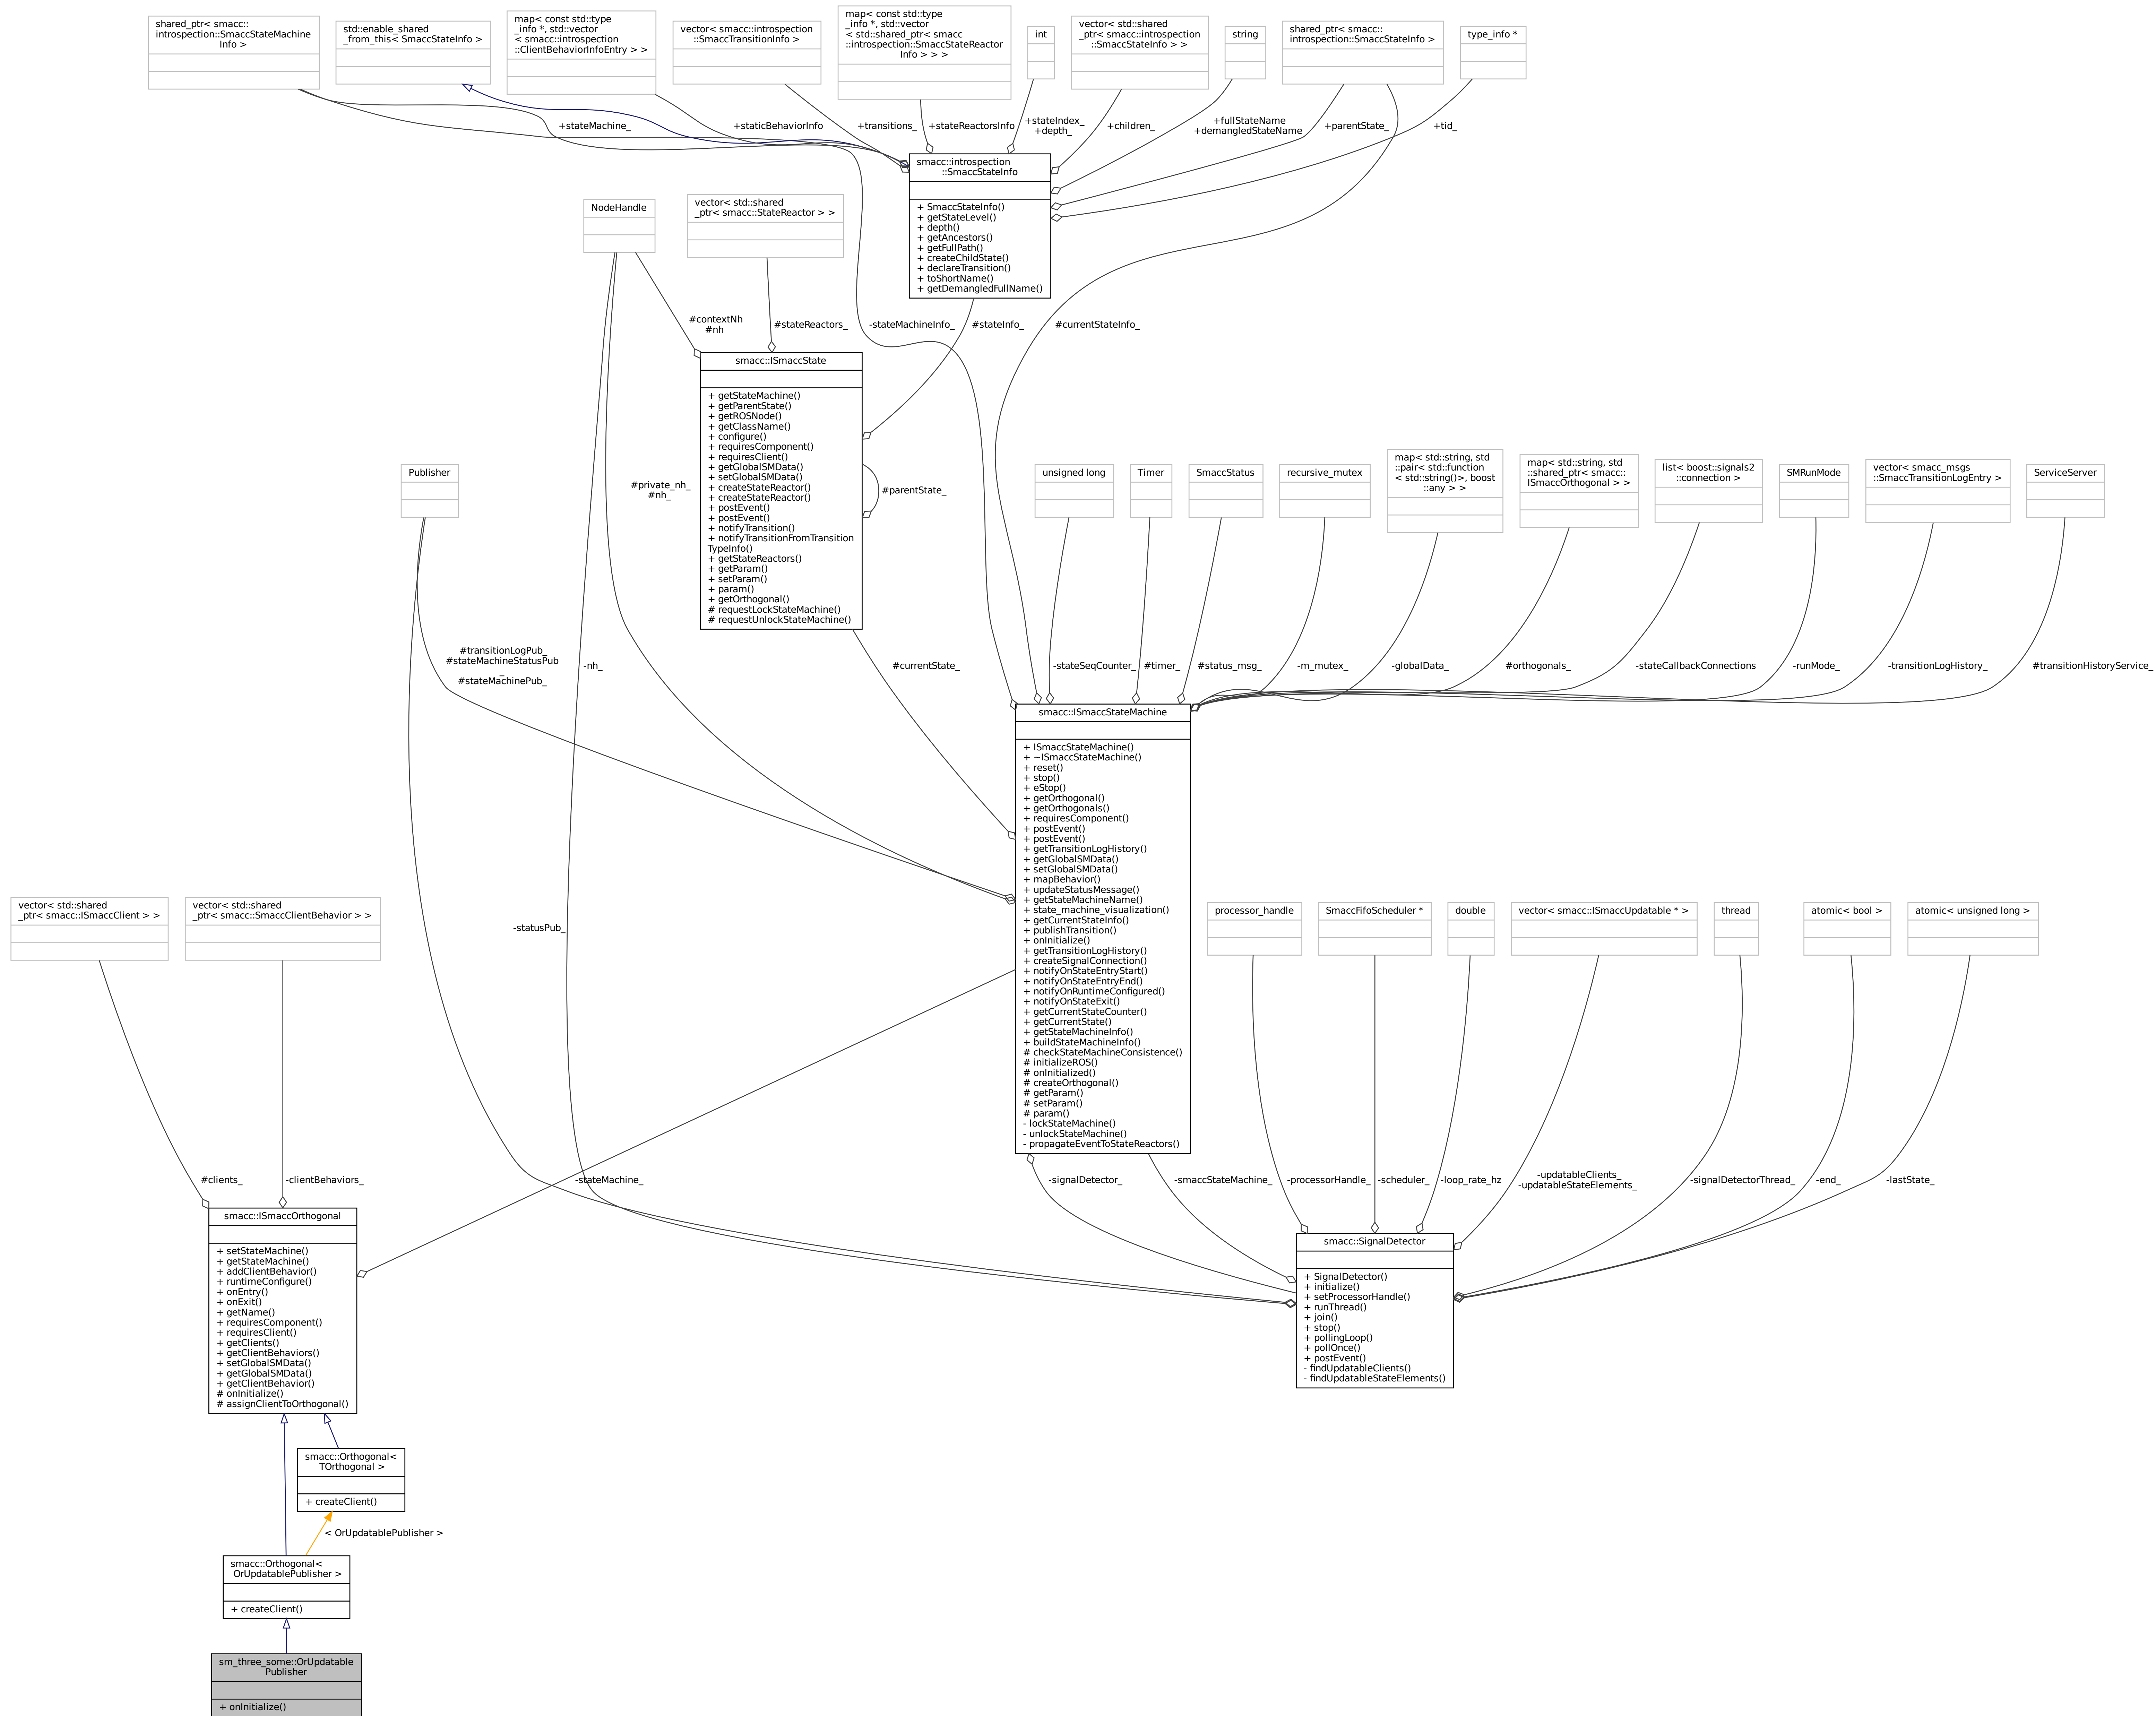 shared_ptr< smacc::
introspection::SmaccStateMachine
Info >
std::enable_shared
_from_this< SmaccStateInfo >
map< const std::type
_info *, std::vector
< smacc::introspection
::ClientBehaviorInfoEntry > >
vector< smacc::introspection
::SmaccTransitionInfo >
map< const std::type
_info *, std::vector
< std::shared_ptr< smacc
::introspection::SmaccStateReactor
Info > > >
int
vector< std::shared
_ptr< smacc::introspection
::SmaccStateInfo > >
string
shared_ptr< smacc::
introspection::SmaccStateInfo >
type_info *
+stateMachine_
+staticBehaviorInfo
+transitions_
+stateReactorsInfo
+stateIndex_
+depth_
+children_
+fullStateName
+demangledStateName
+parentState_
+tid_
smacc::introspection
::SmaccStateInfo
+ SmaccStateInfo()
+ getStateLevel()
+ depth()
+ getAncestors()
+ getFullPath()
+ createChildState()
+ declareTransition()
+ toShortName()
+ getDemangledFullName()
NodeHandle
vector< std::shared
_ptr< smacc::StateReactor > >
#contextNh
#nh
#stateReactors_
-stateMachineInfo_
#stateInfo_
#currentStateInfo_
smacc::ISmaccState
+ getStateMachine()
+ getParentState()
+ getROSNode()
+ getClassName()
+ configure()
+ requiresComponent()
+ requiresClient()
+ getGlobalSMData()
+ setGlobalSMData()
+ createStateReactor()
+ createStateReactor()
+ postEvent()
+ postEvent()
+ notifyTransition()
+ notifyTransitionFromTransition
TypeInfo()
+ getStateReactors()
+ getParam()
+ setParam()
+ param()
+ getOrthogonal()
# requestLockStateMachine()
# requestUnlockStateMachine()
#parentState_
Publisher
#private_nh_
#nh_
unsigned long
Timer
SmaccStatus
recursive_mutex
map< std::string, std
::pair< std::function
< std::string()>, boost
::any > >
map< std::string, std
::shared_ptr< smacc::
ISmaccOrthogonal > >
list< boost::signals2
::connection >
SMRunMode
vector< smacc_msgs
::SmaccTransitionLogEntry >
ServiceServer
#transitionLogPub_
#stateMachineStatusPub
_
#stateMachinePub_
-nh_
#currentState_
-stateSeqCounter_
#timer_
#status_msg_
-m_mutex_
-globalData_
#orthogonals_
-stateCallbackConnections
-runMode_
-transitionLogHistory_
#transitionHistoryService_
smacc::ISmaccStateMachine
+ ISmaccStateMachine()
+ ~ISmaccStateMachine()
+ reset()
+ stop()
+ eStop()
+ getOrthogonal()
+ getOrthogonals()
+ requiresComponent()
+ postEvent()
+ postEvent()
+ getTransitionLogHistory()
+ getGlobalSMData()
+ setGlobalSMData()
+ mapBehavior()
+ updateStatusMessage()
+ getStateMachineName()
+ state_machine_visualization()
+ getCurrentStateInfo()
+ publishTransition()
+ onInitialize()
+ getTransitionLogHistory()
+ createSignalConnection()
+ notifyOnStateEntryStart()
+ notifyOnStateEntryEnd()
+ notifyOnRuntimeConfigured()
+ notifyOnStateExit()
+ getCurrentStateCounter()
+ getCurrentState()
+ getStateMachineInfo()
+ buildStateMachineInfo()
# checkStateMachineConsistence()
# initializeROS()
# onInitialized()
# createOrthogonal()
# getParam()
# setParam()
# param()
- lockStateMachine()
- unlockStateMachine()
- propagateEventToStateReactors()
vector< std::shared
_ptr< smacc::ISmaccClient > >
vector< std::shared
_ptr< smacc::SmaccClientBehavior > >
-statusPub_
processor_handle
SmaccFifoScheduler *
double
vector< smacc::ISmaccUpdatable * >
thread
atomic< bool >
atomic< unsigned long >
#clients_
-clientBehaviors_
-stateMachine_
-signalDetector_
-smaccStateMachine_
-processorHandle_
-scheduler_
-loop_rate_hz
-updatableClients_
-updatableStateElements_
-signalDetectorThread_
-end_
-lastState_
smacc::ISmaccOrthogonal
+ setStateMachine()
+ getStateMachine()
+ addClientBehavior()
+ runtimeConfigure()
+ onEntry()
+ onExit()
+ getName()
+ requiresComponent()
+ requiresClient()
+ getClients()
+ getClientBehaviors()
+ setGlobalSMData()
+ getGlobalSMData()
+ getClientBehavior()
# onInitialize()
# assignClientToOrthogonal()
smacc::SignalDetector
+ SignalDetector()
+ initialize()
+ setProcessorHandle()
+ runThread()
+ join()
+ stop()
+ pollingLoop()
+ pollOnce()
+ postEvent()
- findUpdatableClients()
- findUpdatableStateElements()
smacc::Orthogonal<
TOrthogonal >
+ createClient()
< OrUpdatablePublisher >
smacc::Orthogonal<
OrUpdatablePublisher >
+ createClient()
sm_three_some::OrUpdatable
Publisher
+ onInitialize()